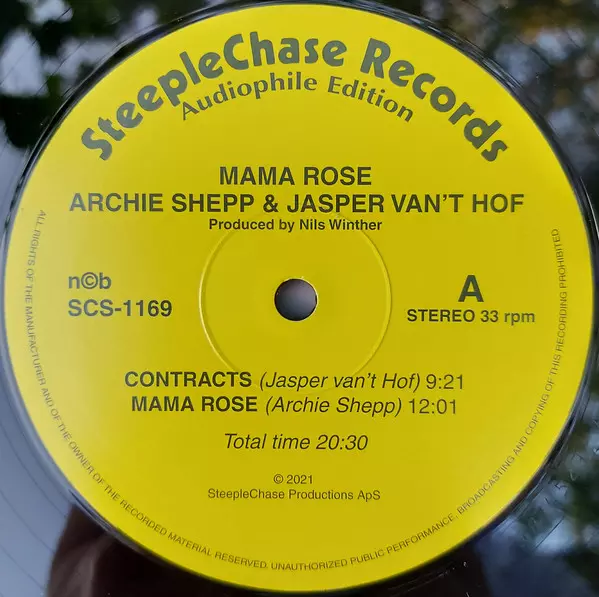 SteepleChase Records
Audiophile Edition
MAMA ROSE
ARCHIE SHEPP & JASPER VAN'T HOF
Produced by Nils Winther
n©b
SCS-1169
A
STEREO 33 rpm
CONTRACTS (Jasper van't Hof) 9:21
MAMA ROSE (Archie Shepp) 12:01
Total time 20:30
© 2021
SteepleChase Productions ApS
ALL RIGHTS OF THE MANUFACTURER AND OF THE OWNER OF THE RECORDED MATERIAL RESERVED. UNAUTHORIZED PUBLIC PERFORMANCE, BROADCASTING AND COPYING OF THIS RECORDING PROHIBITED